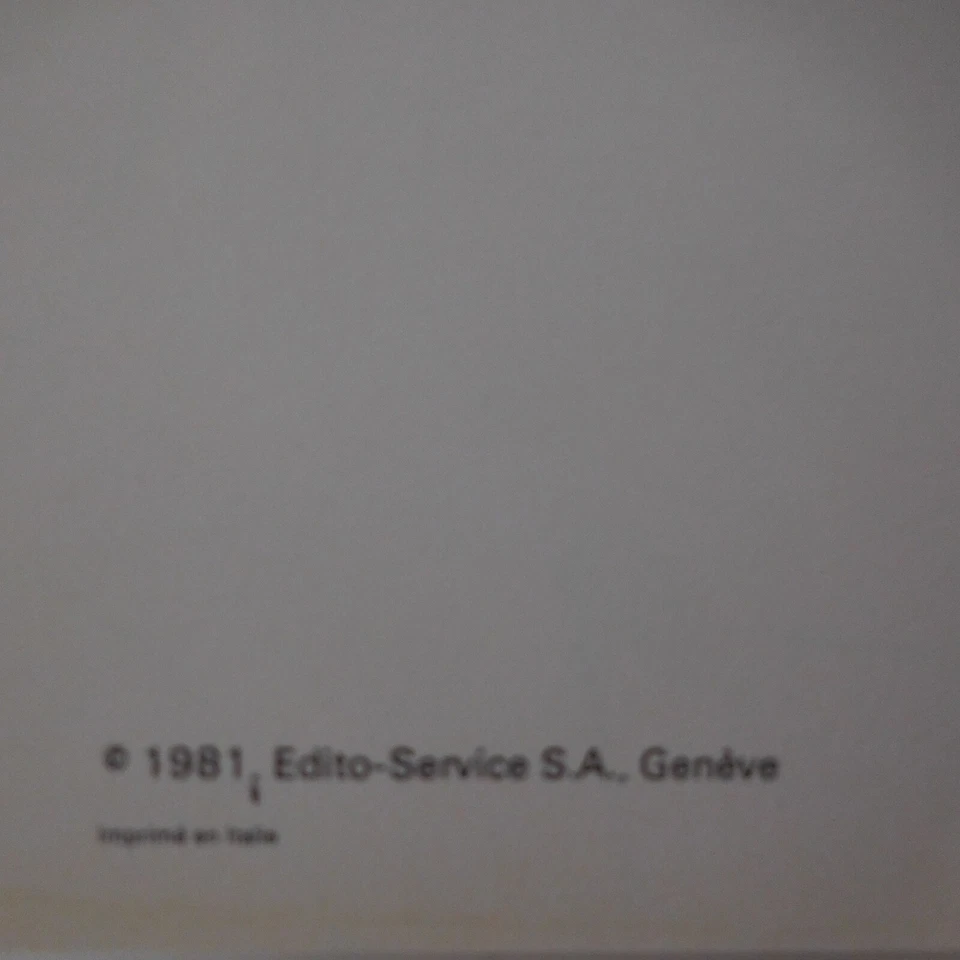 © 1981, Edito-Service S.A., Genève
Imprimé en Italie